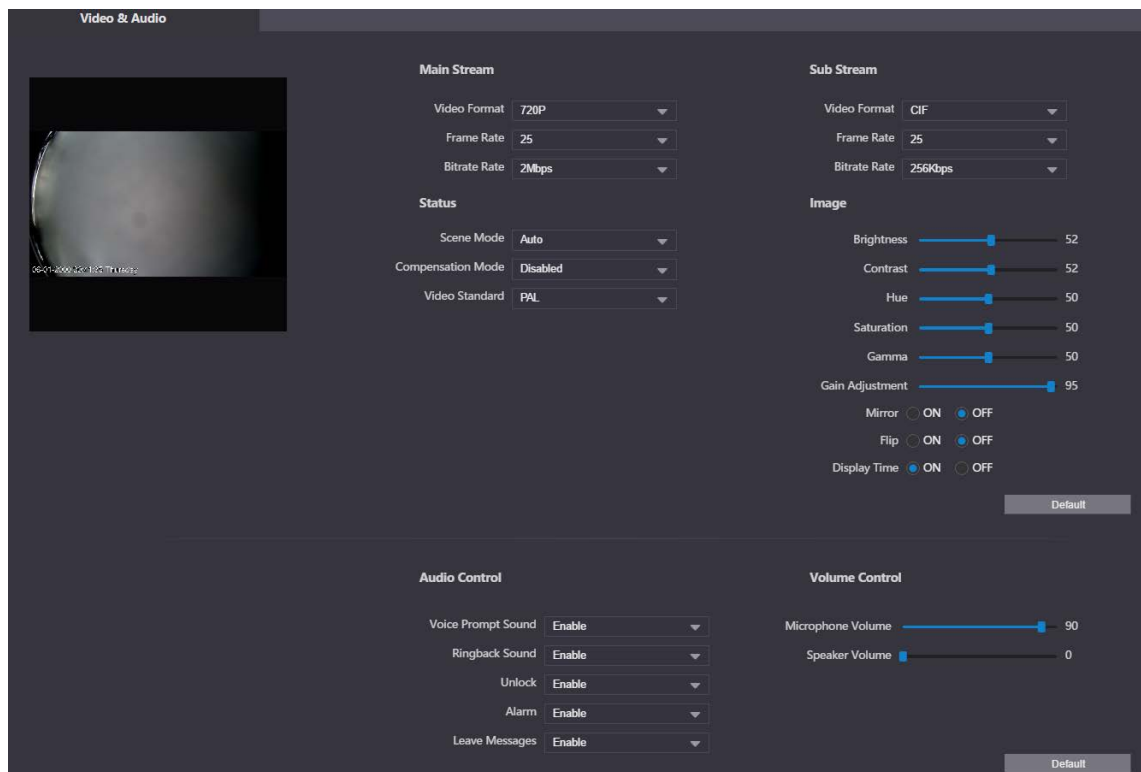 Video & Audio
Main Stream
Video Format 720P
Frame Rate 25
Bitrate Rate 2Mbps
Status
Scene Mode Auto
Compensation Mode Disabled
Video Standard PAL
Sub Stream
Video Format CIF
Frame Rate 25
Bitrate Rate 256Kbps
Image
Brightness 52
Contrast 52
Hue 50
Saturation 50
Gamma 50
Gain Adjustment 95
Mirror ON OFF
Flip ON OFF
Display Time ON OFF
Default
Audio Control
Voice Prompt Sound Enable
Ringback Sound Enable
Unlock Enable
Alarm Enable
Leave Messages Enable
Volume Control
Microphone Volume 90
Speaker Volume 0
Default